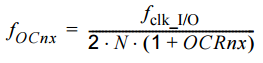 f_OCnx = f_clk_I/O / (2 · N · (1 + OCRnx))